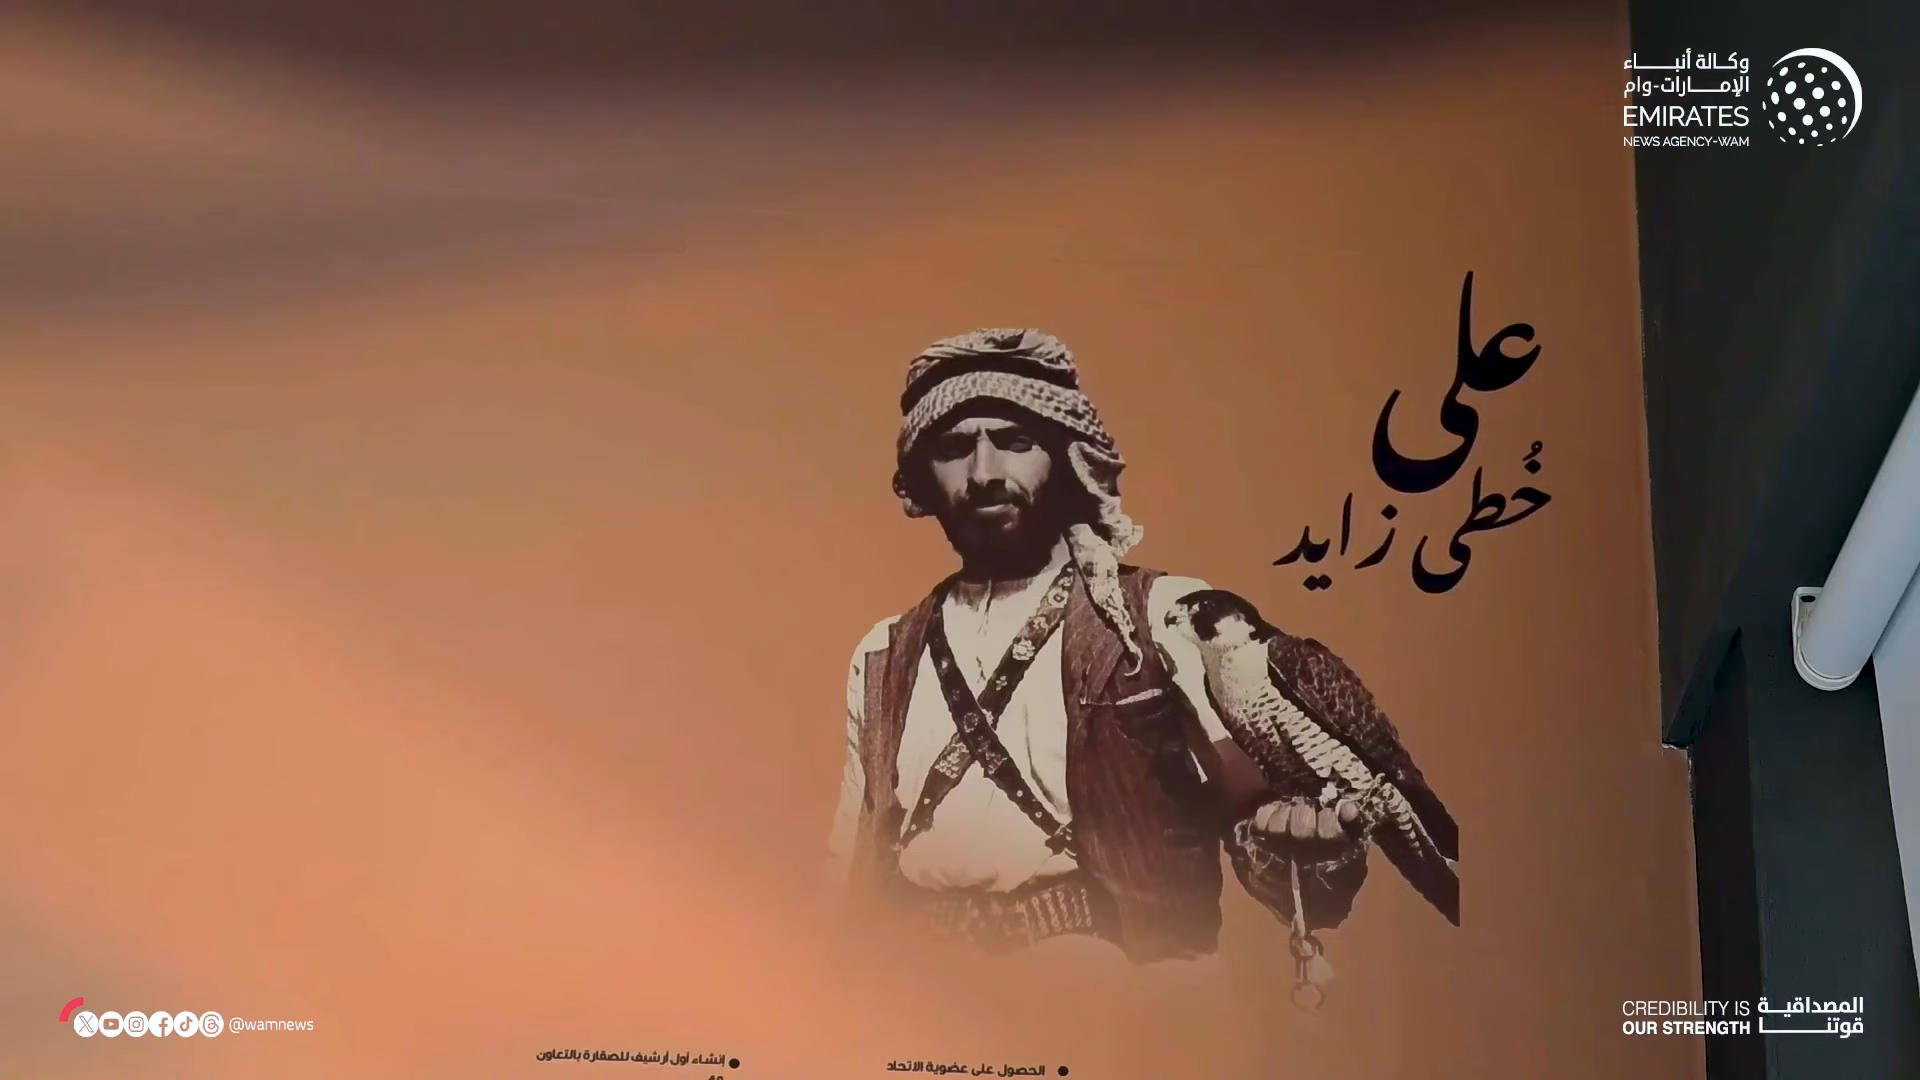 وكالة أنباء
الإمارات-وام
EMIRATES
NEWS AGENCY-WAM
على
خُطى زايد
الحصول على عضوية الاتحاد
إنشاء أول أرشيف للصقارة بالتعاون
@wamnews
CREDIBILITY IS
OUR STRENGTH
المصداقية
قوتنا